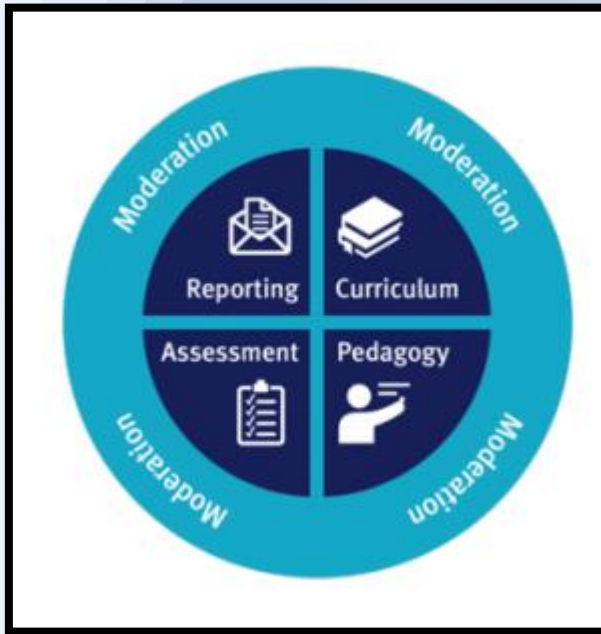 Moderation
Moderation
Reporting
Curriculum
Assessment
Pedagogy
Moderation
Moderation